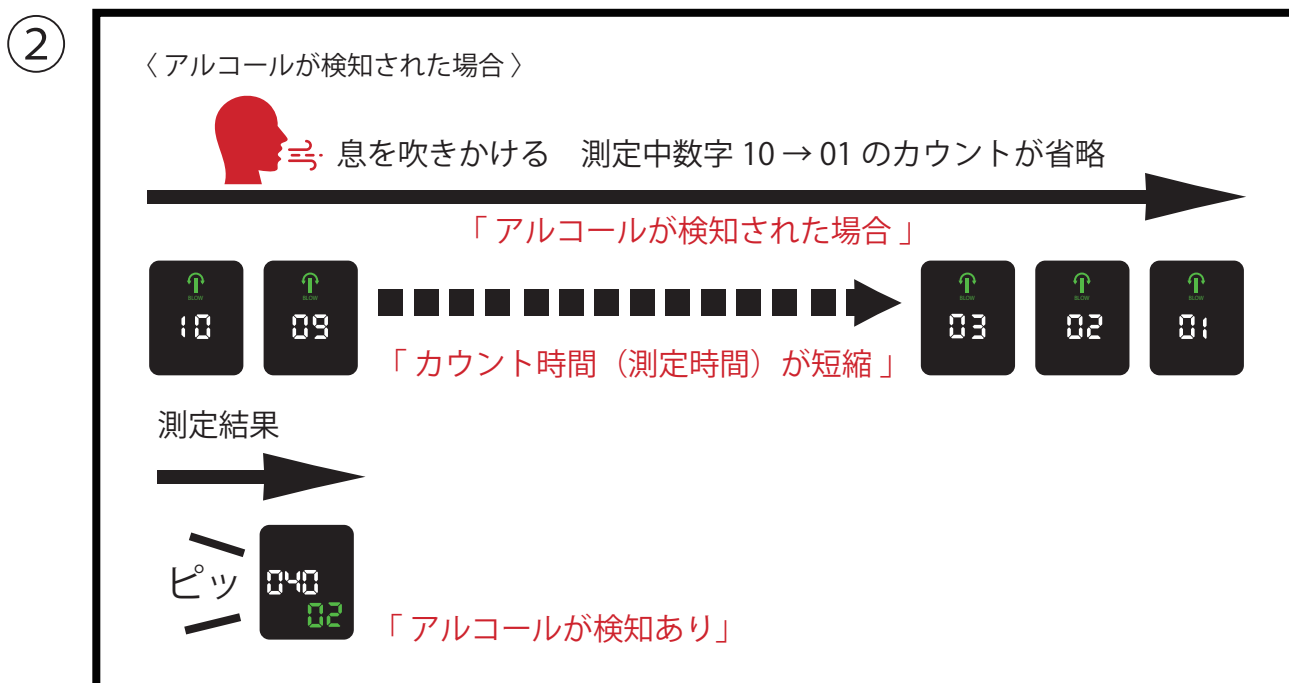 ②
〈 アルコールが検知された場合 〉
息を吹きかける　測定中数字 10 → 01 のカウントが省略
「 アルコールが検知された場合 」
BLOW BLOW BLOW BLOW BLOW
10 09 03 02 01
「 カウント時間（測定時間）が短縮 」
測定結果
ピッ 040
02
「 アルコールが検知あり」